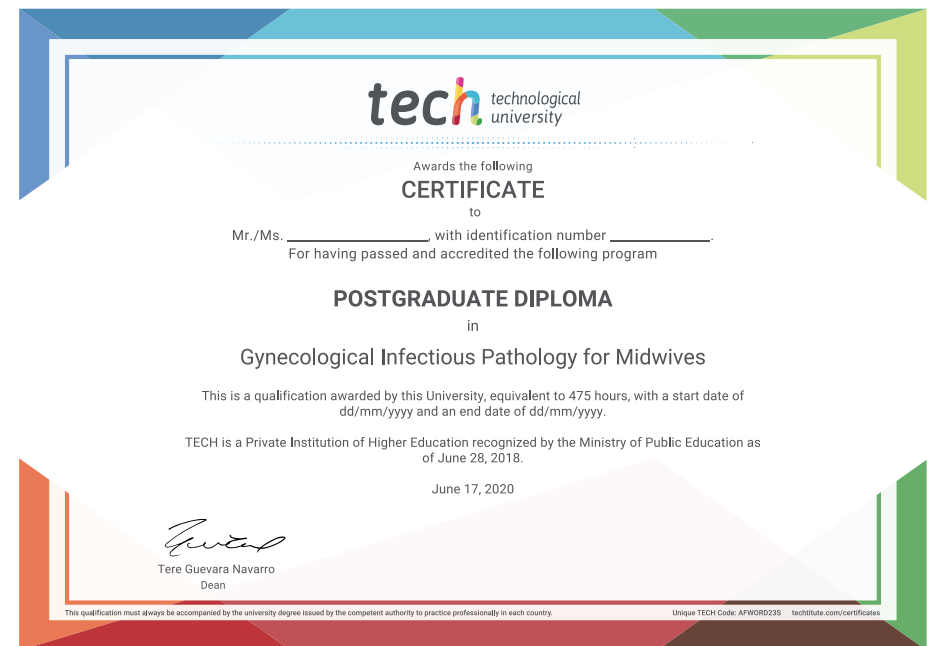 tech technological
university
Awards the following
CERTIFICATE
to
Mr./Ms. ____________, with identification number ____________.
For having passed and accredited the following program
POSTGRADUATE DIPLOMA
in
Gynecological Infectious Pathology for Midwives
This is a qualification awarded by this University, equivalent to 475 hours, with a start date of
dd/mm/yyyy and an end date of dd/mm/yyyy.
TECH is a Private Institution of Higher Education recognized by the Ministry of Public Education as
of June 28, 2018.
June 17, 2020
Tere Guevara Navarro
Dean
This qualification must always be accompanied by the university degree issued by the competent authority to practice professionally in each country. Unique TECH Code: AFWORD23S techtitute.com/certificates